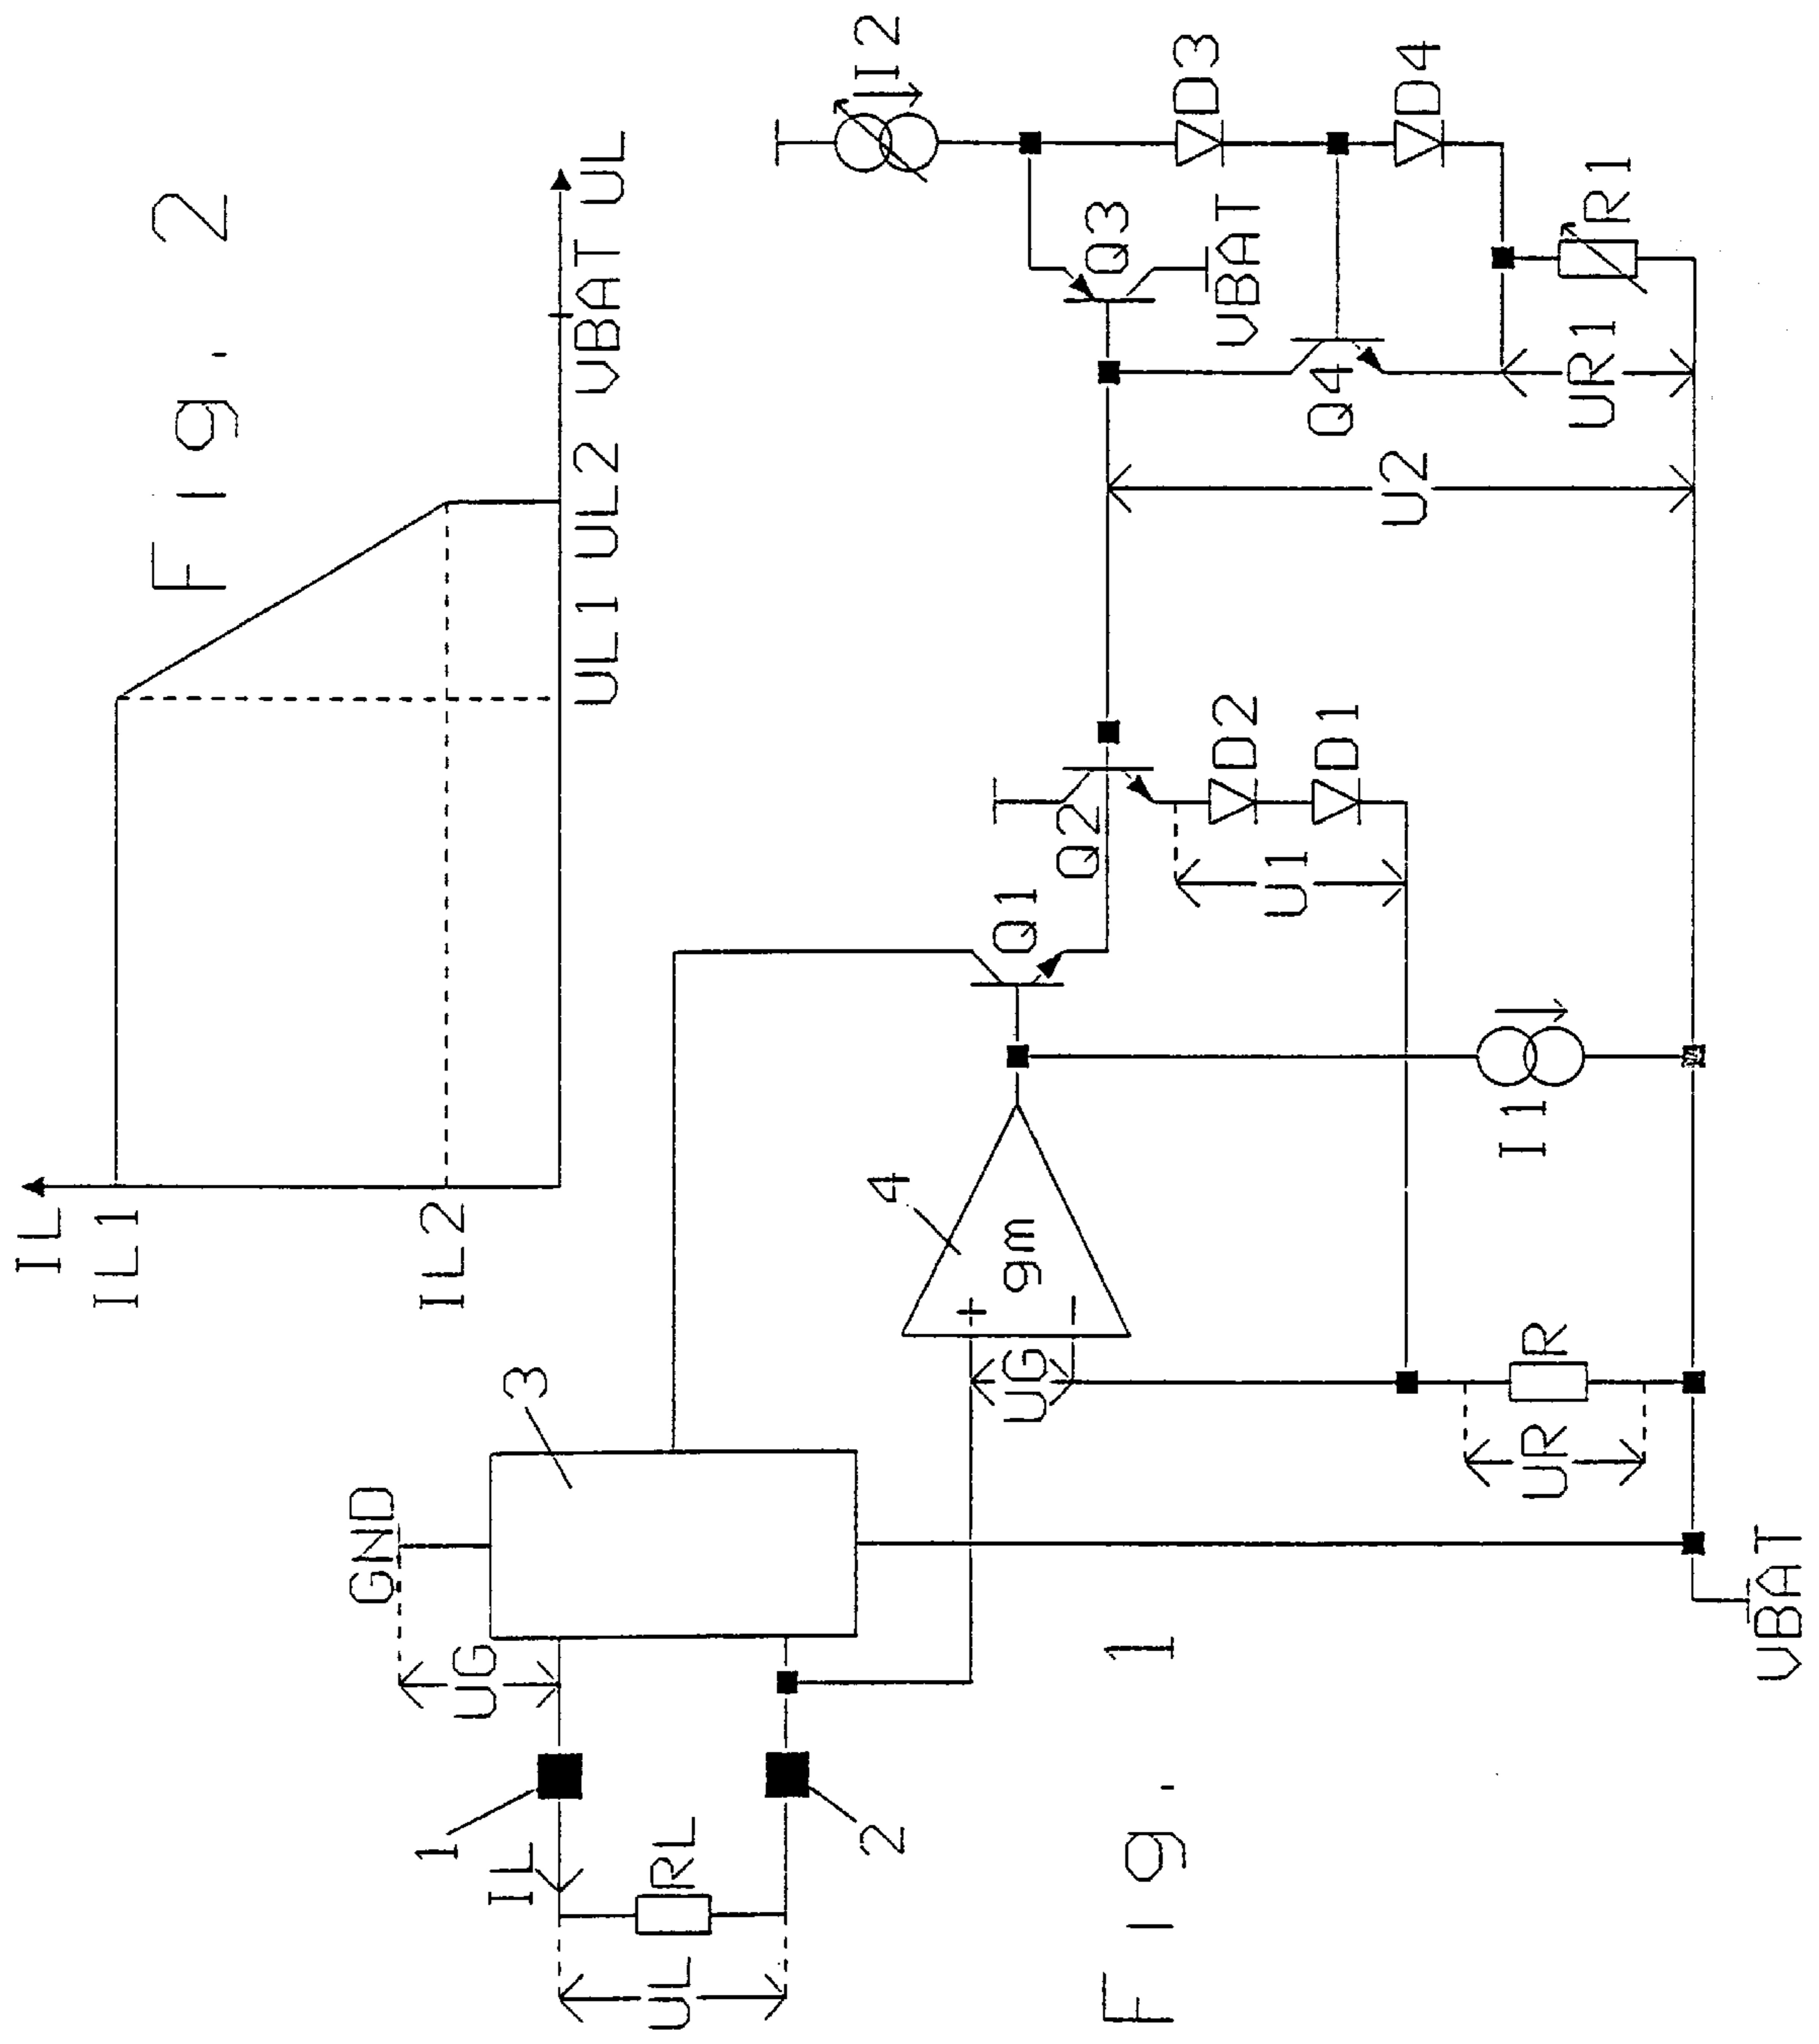 Fig. 2
IL
IL1
IL2
UL1
UL2
VBAT
UL
Fig. 1
GND
UG
1
IL
RL
UL
2
3
4
+
gm
-
UG
Q1
Q2
D2
D1
U1
I1
R
UR
VBAT
U2
I2
Q3
VBAT
D3
Q4
D4
R1
UR1